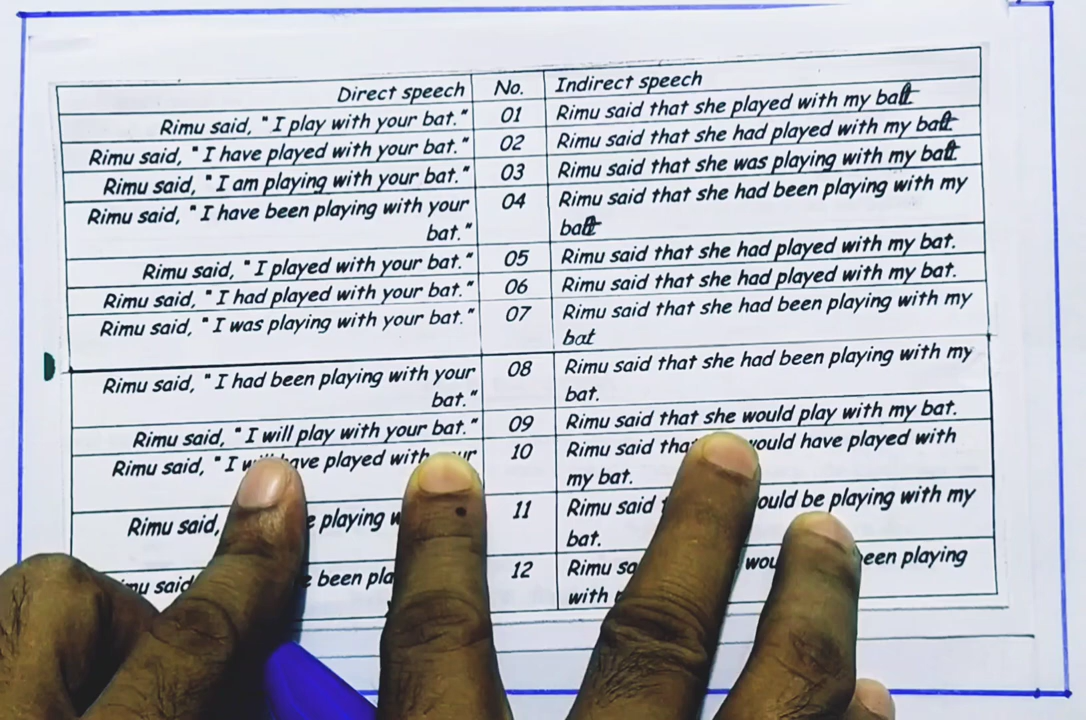 Direct speech No. Indirect speech
Rimu said, "I play with your bat." 01 Rimu said that she played with my bat
Rimu said, "I have played with your bat." 02 Rimu said that she had played with my bat
Rimu said, "I am playing with your bat." 03 Rimu said that she was playing with my bat
Rimu said, "I have been playing with your 04 Rimu said that she had been playing with my
bat." bat
Rimu said, "I played with your bat." 05 Rimu said that she had played with my bat.
Rimu said, "I had played with your bat." 06 Rimu said that she had played with my bat.
Rimu said, "I was playing with your bat." 07 Rimu said that she had been playing with my
bat
Rimu said, "I had been playing with your 08 Rimu said that she had been playing with my
bat." bat.
Rimu said, "I will play with your bat." 09 Rimu said that she would play with my bat.
Rimu said, "I have played with 10 Rimu said would have played with
my bat.
Rimu said, playing 11 Rimu said be playing with my
bat.
said been 12 playing
with